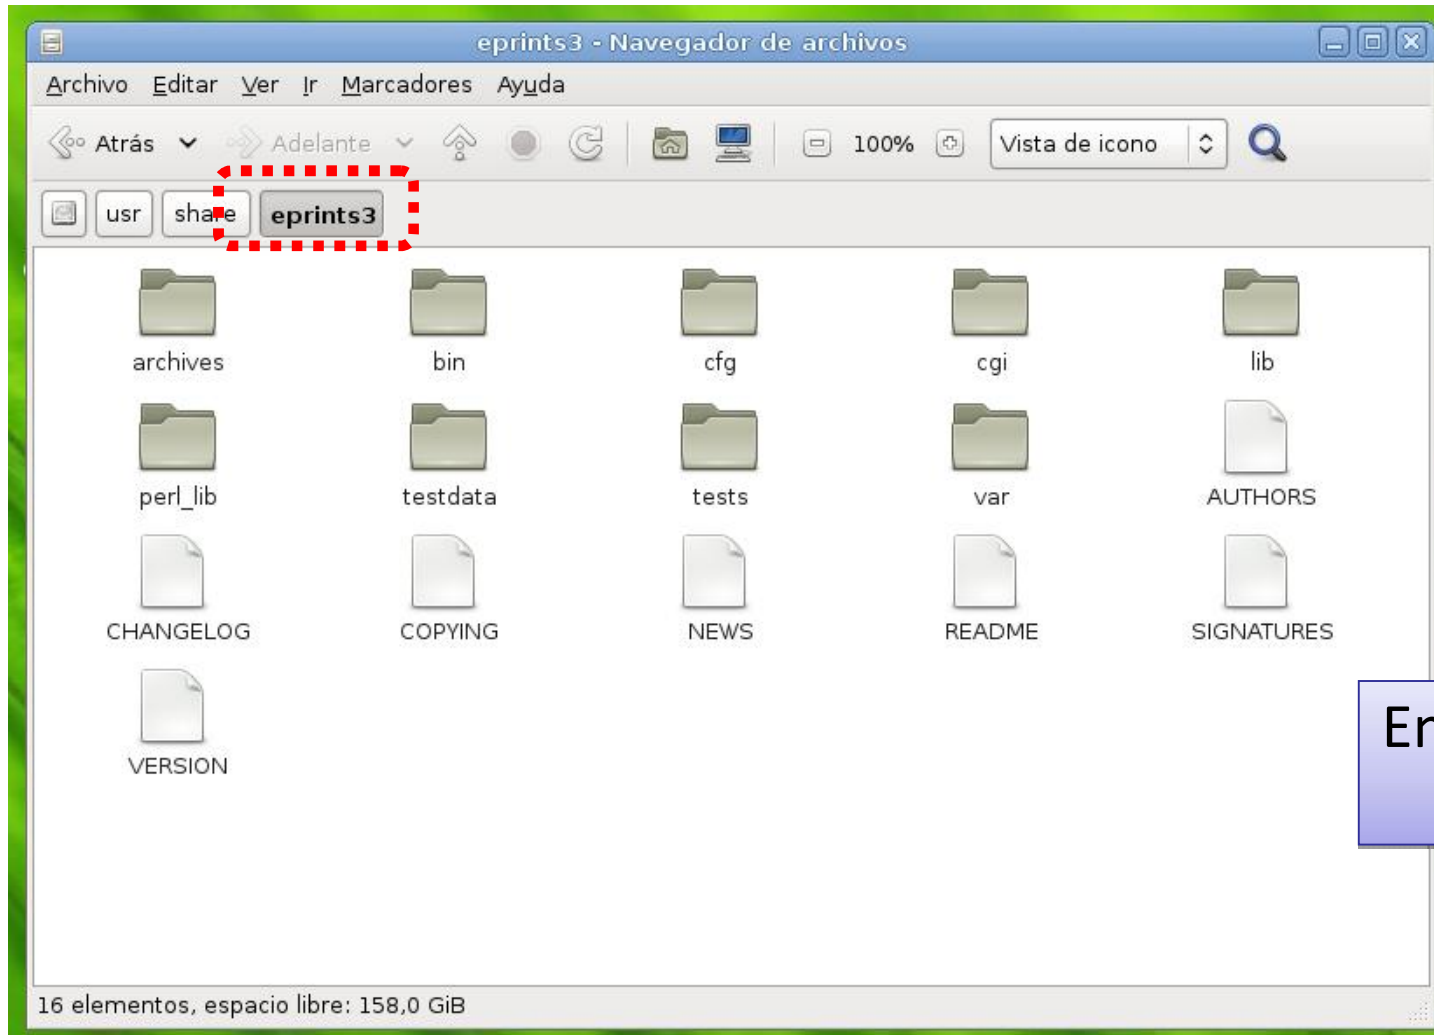 eprints3 - Navegador de archivos
Archivo Editar Ver Ir Marcadores Ayuda
Atrás Adelante 100% Vista de icono
usr share eprints3
archives bin cfg cgi lib
perl_lib testdata tests var AUTHORS
CHANGELOG COPYING NEWS README SIGNATURES
VERSION
16 elementos, espacio libre: 158,0 GiB